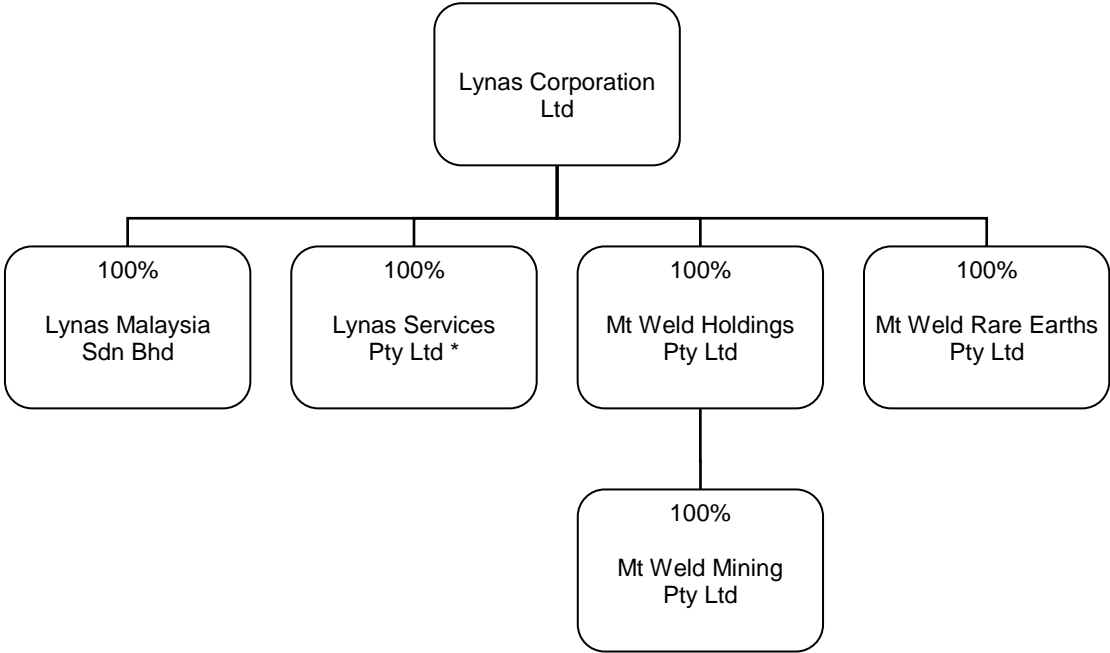 Lynas Corporation
Ltd
100%
Lynas Malaysia
Sdn Bhd
100%
Lynas Services
Pty Ltd *
100%
Mt Weld Holdings
Pty Ltd
100%
Mt Weld Rare Earths
Pty Ltd
100%
Mt Weld Mining
Pty Ltd